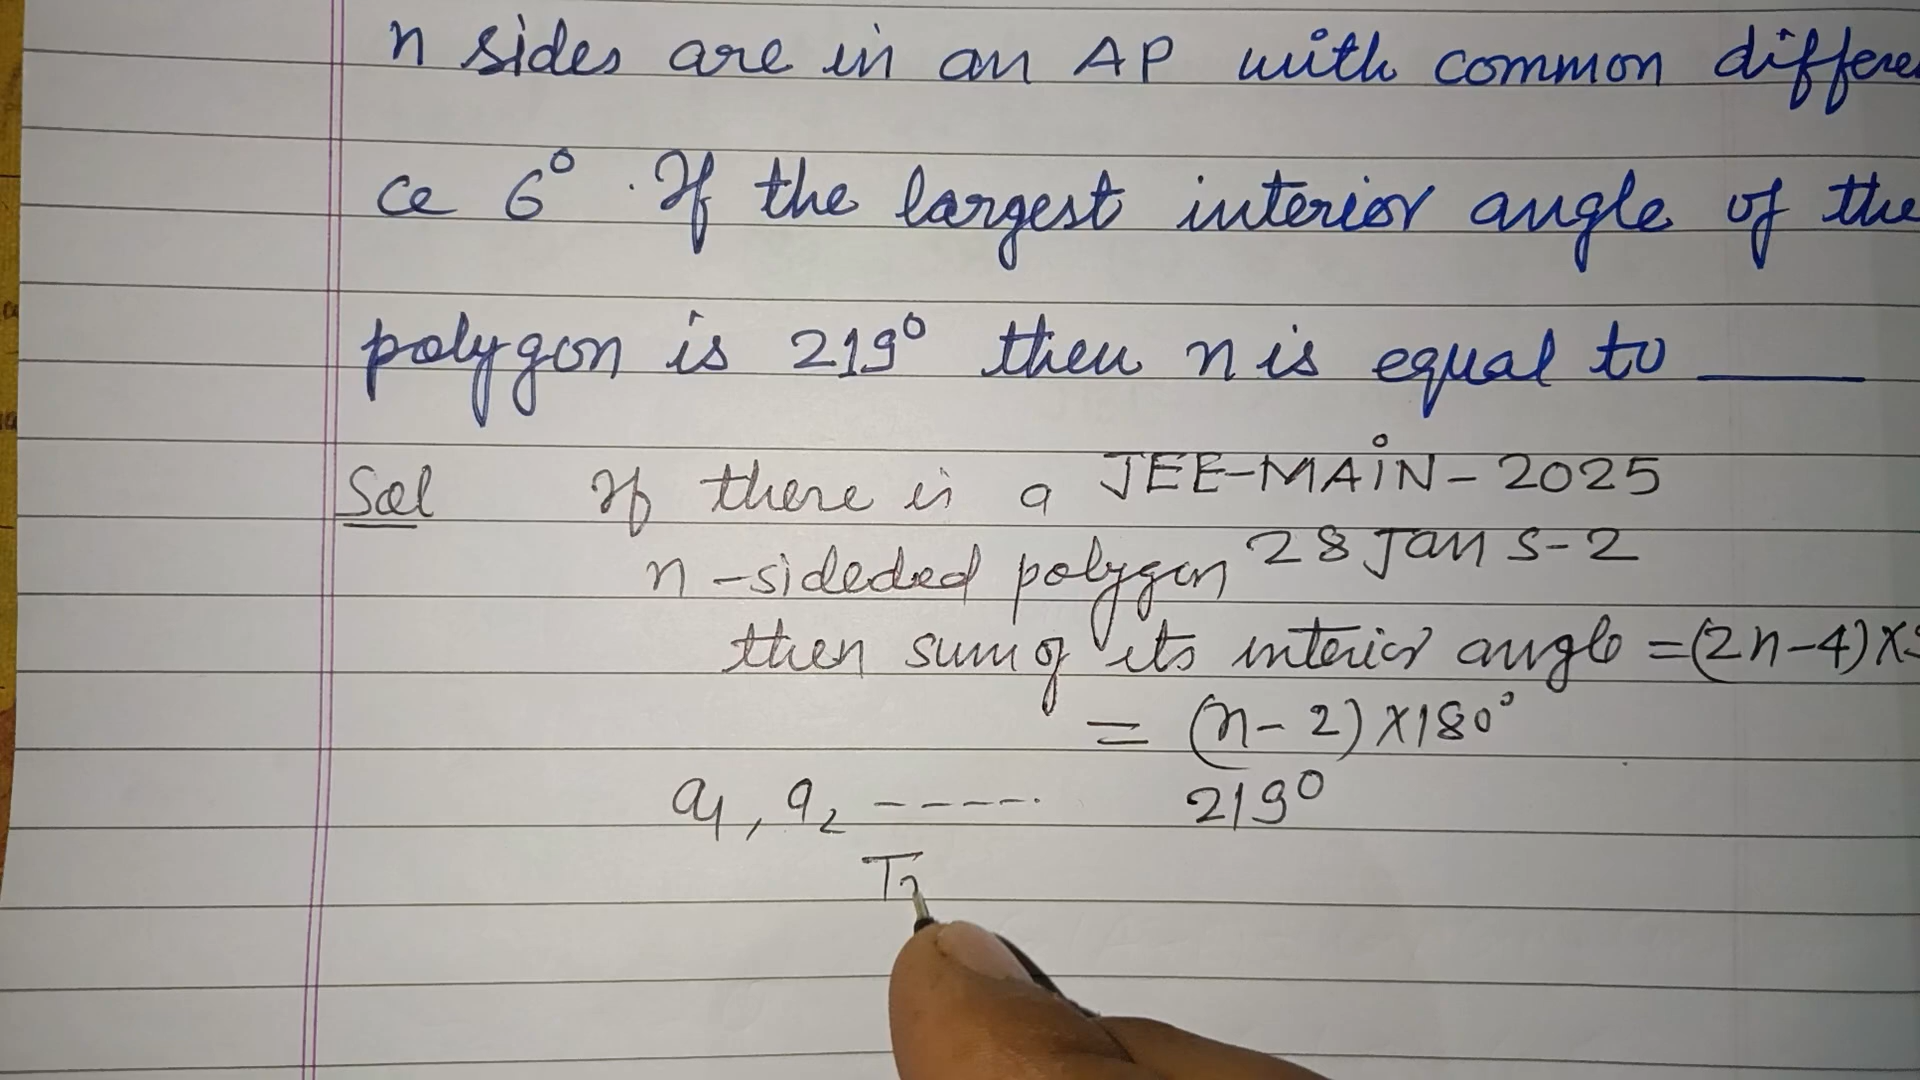 n sides are in an AP with common differe
ce 6°. If the largest interior angle of the
polygon is 219° then n is equal to ____
Sol If there is a JEE-MAIN-2025
n-sideded polygon 28 Jan S-2
then sum of its interior angle = (2n-4)×
= (n-2)×180°
a1, a2 ------ 219°